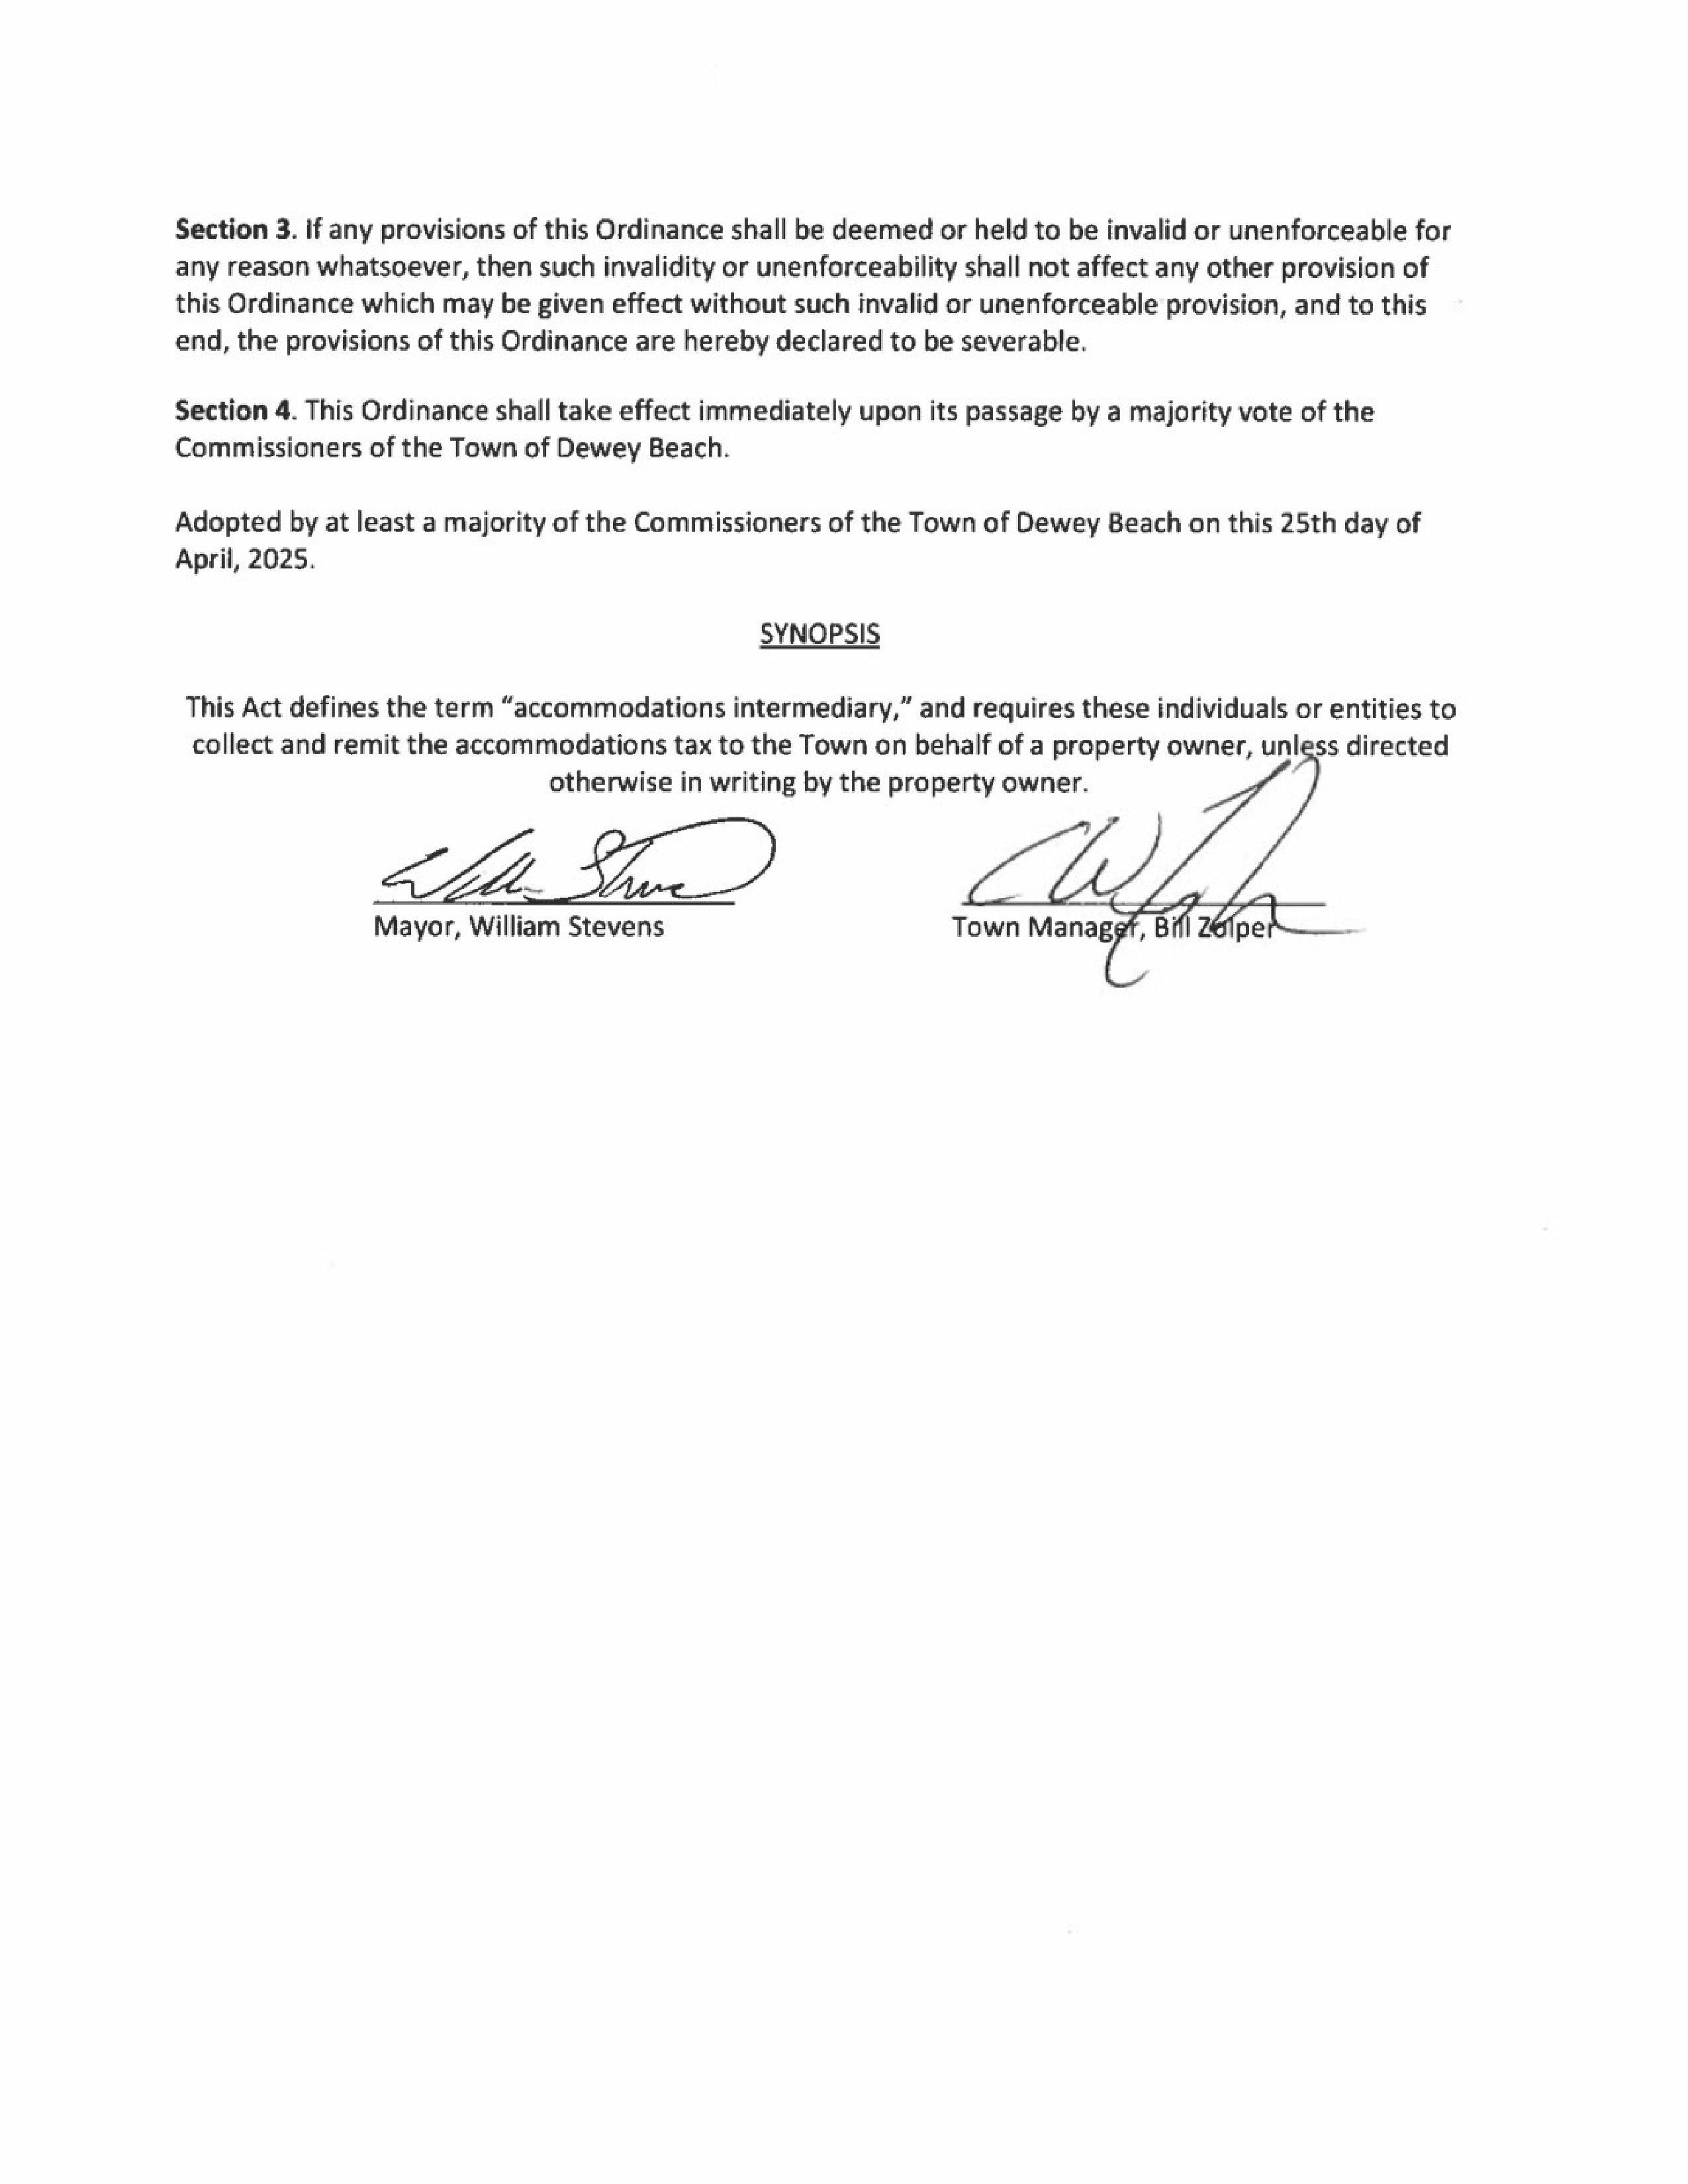 Section 3. If any provisions of this Ordinance shall be deemed or held to be invalid or unenforceable for
any reason whatsoever, then such invalidity or unenforceability shall not affect any other provision of
this Ordinance which may be given effect without such invalid or unenforceable provision, and to this
end, the provisions of this Ordinance are hereby declared to be severable.
Section 4. This Ordinance shall take effect immediately upon its passage by a majority vote of the
Commissioners of the Town of Dewey Beach.
Adopted by at least a majority of the Commissioners of the Town of Dewey Beach on this 25th day of
April, 2025.
SYNOPSIS
This Act defines the term “accommodations intermediary,” and requires these individuals or entities to
collect and remit the accommodations tax to the Town on behalf of a property owner, unless directed
otherwise in writing by the property owner.
Mayor, William Stevens
Town Manager, Bill Zolper